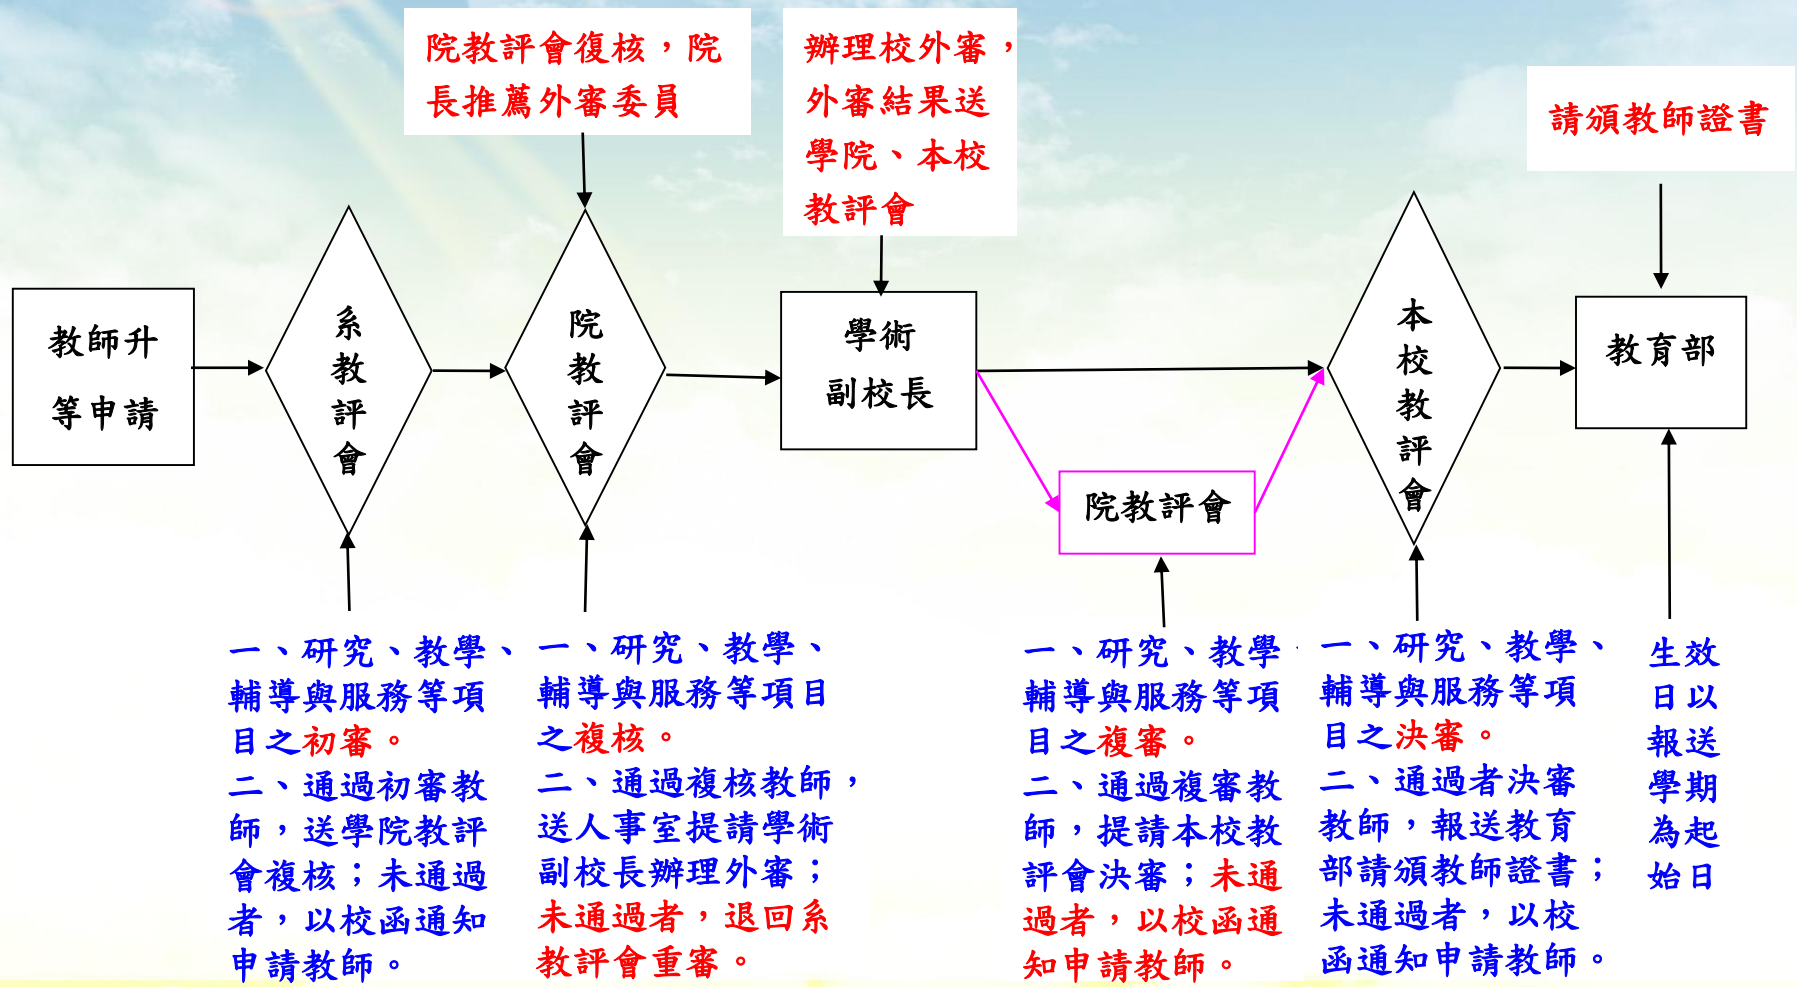 院教評會復核，院
長推薦外審委員
辦理校外審，
外審結果送
學院、本校
教評會
請頒教師證書
教師升
等申請
系
教
評
會
院
教
評
會
學術
副校長
院教評會
本
校
教
評
會
教育部
一、研究、教學、
輔導與服務等項
目之初審。
二、通過初審教
師，送學院教評
會複核；未通過
者，以校函通知
申請教師。
一、研究、教學、
輔導與服務等項目
之複核。
二、通過複核教師，
送人事室提請學術
副校長辦理外審；
未通過者，退回系
教評會重審。
一、研究、教學、
輔導與服務等項
目之複審。
二、通過複審教
師，提請本校教
評會決審；未通
過者，以校函通
知申請教師。
一、研究、教學、
輔導與服務等項
目之決審。
二、通過者決審
教師，報送教育
部請頒教師證書；
未通過者，以校
函通知申請教師。
生效
日以
報送
學期
為起
始日